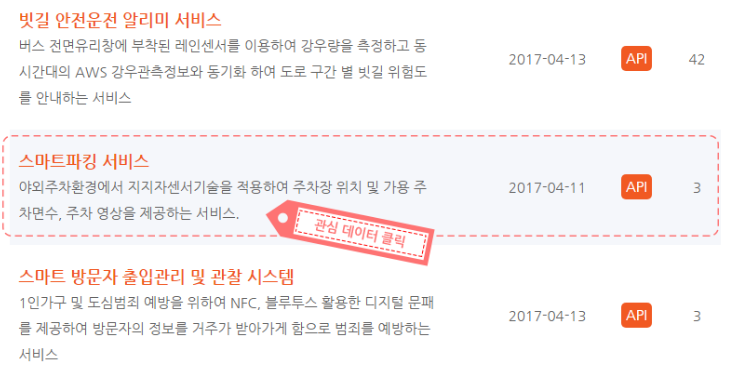 빗길 안전운전 알리미 서비스
버스 전면유리창에 부착된 레인센서를 이용하여 강우량을 측정하고 동
시간대의 AWS 강우관측정보와 동기화 하여 도로 구간 별 빗길 위험도
를 안내하는 서비스
2017-04-13 API 42
스마트파킹 서비스
야외주차환경에서 지지자센서기술을 적용하여 주차장 위치 및 가용 주
차면수, 주차 영상을 제공하는 서비스.
2017-04-11 API 3
관심 데이터 클릭
스마트 방문자 출입관리 및 관찰 시스템
1인가구 및 도심범죄 예방을 위하여 NFC, 블루투스 활용한 디지털 문패
를 제공하여 방문자의 정보를 거주가 받아가게 함으로 범죄를 예방하는
서비스
2017-04-13 API 3